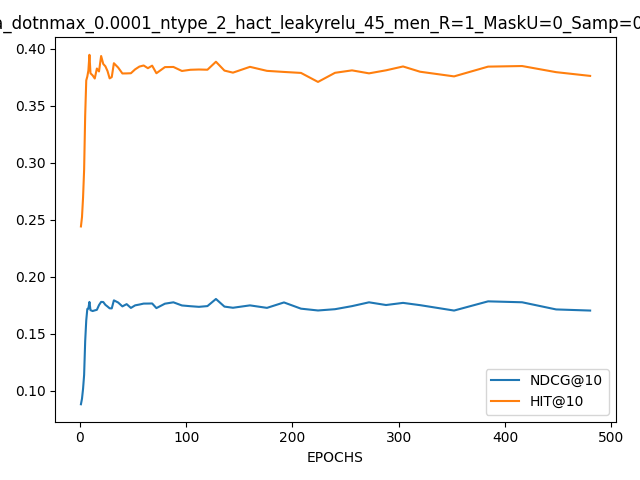 a_dotnmax_0.0001_ntype_2_hact_leakyrelu_45_men_R=1_MaskU=0_Samp=0
0.40
0.35
0.30
0.25
0.20
0.15
0.10
NDCG@10
HIT@10
0 100 200 300 400 500
EPOCHS